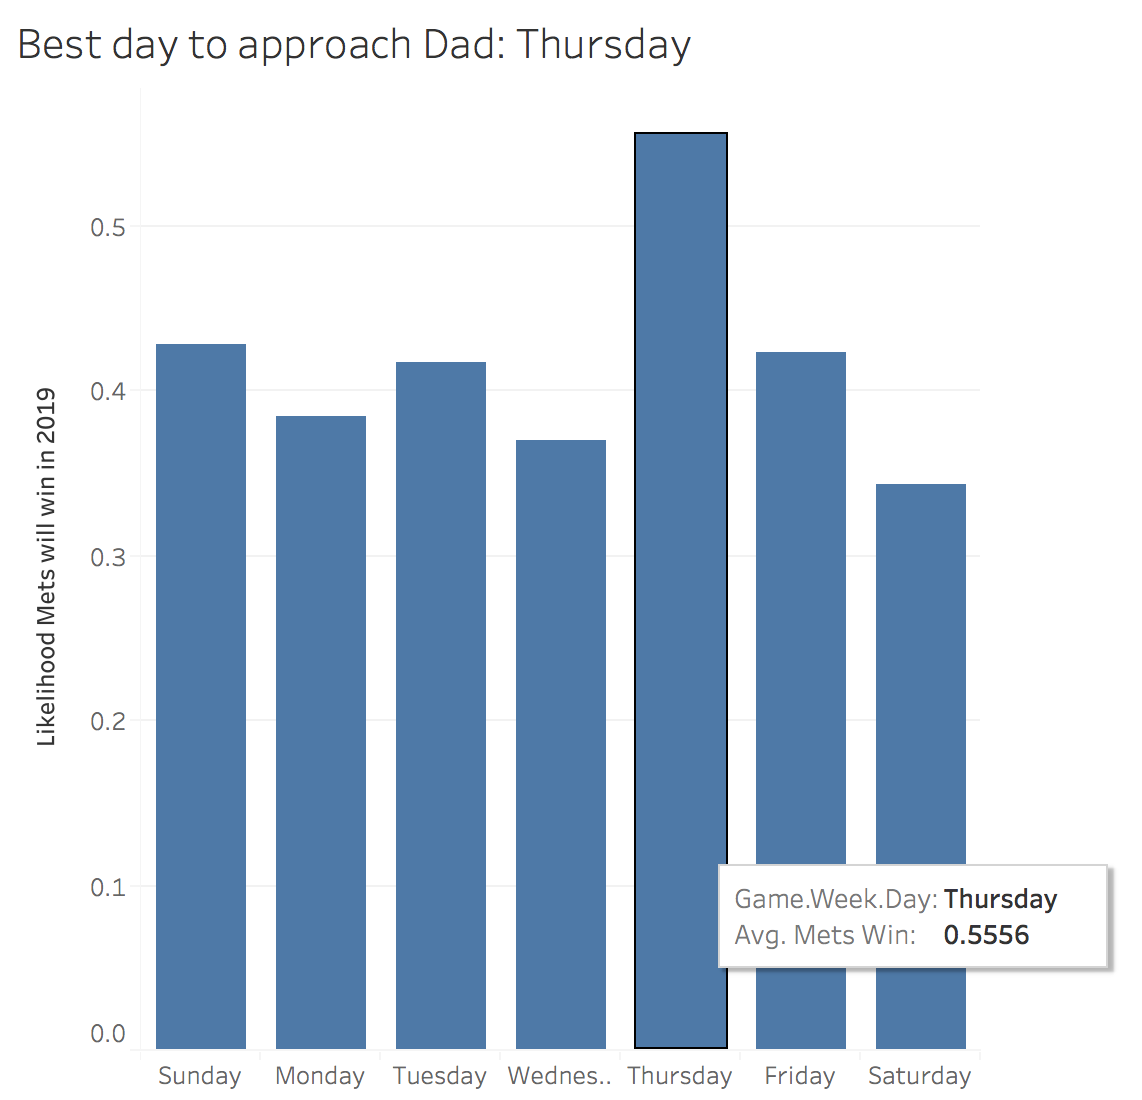 Best day to approach Dad: Thursday
Likelihood Mets will win in 2019
0.5
0.4
0.3
0.2
0.1
0.0
Game.Week.Day: Thursday
Avg. Mets Win: 0.5556
Sunday Monday Tuesday Wednes.. Thursday Friday Saturday